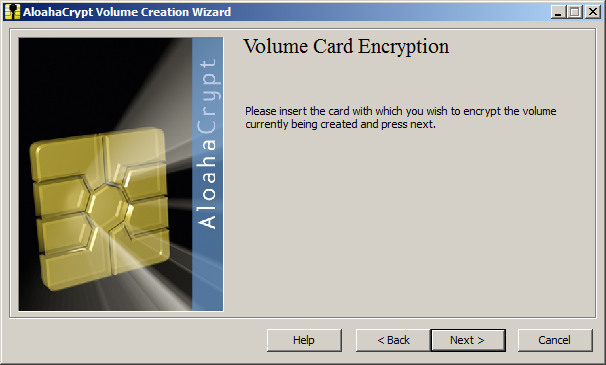 AloahaCrypt Volume Creation Wizard
Volume Card Encryption
Please insert the card with which you wish to encrypt the volume
currently being created and press next.
AloahaCrypt
Help
< Back
Next >
Cancel